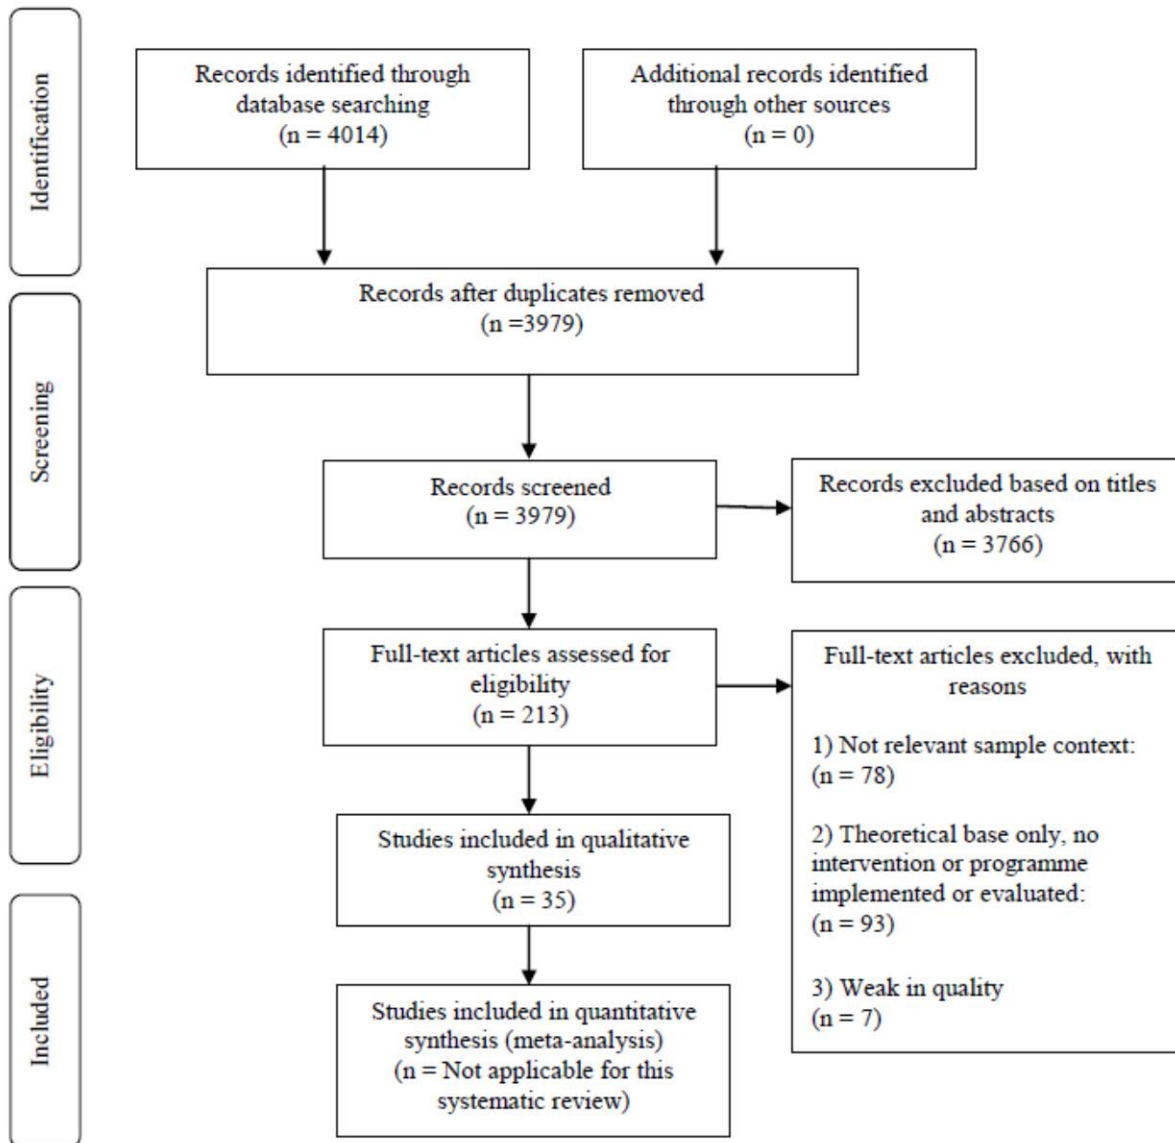 Identification
Records identified through
database searching
(n = 4014)
Additional records identified
through other sources
(n = 0)
Records after duplicates removed
(n =3979)
Screening
Records screened
(n = 3979)
Records excluded based on titles
and abstracts
(n = 3766)
Eligibility
Full-text articles assessed for
eligibility
(n = 213)
Full-text articles excluded, with
reasons
1) Not relevant sample context:
(n = 78)
2) Theoretical base only, no
intervention or programme
implemented or evaluated:
(n = 93)
3) Weak in quality
(n = 7)
Studies included in qualitative
synthesis
(n = 35)
Included
Studies included in quantitative
synthesis (meta-analysis)
(n = Not applicable for this
systematic review)